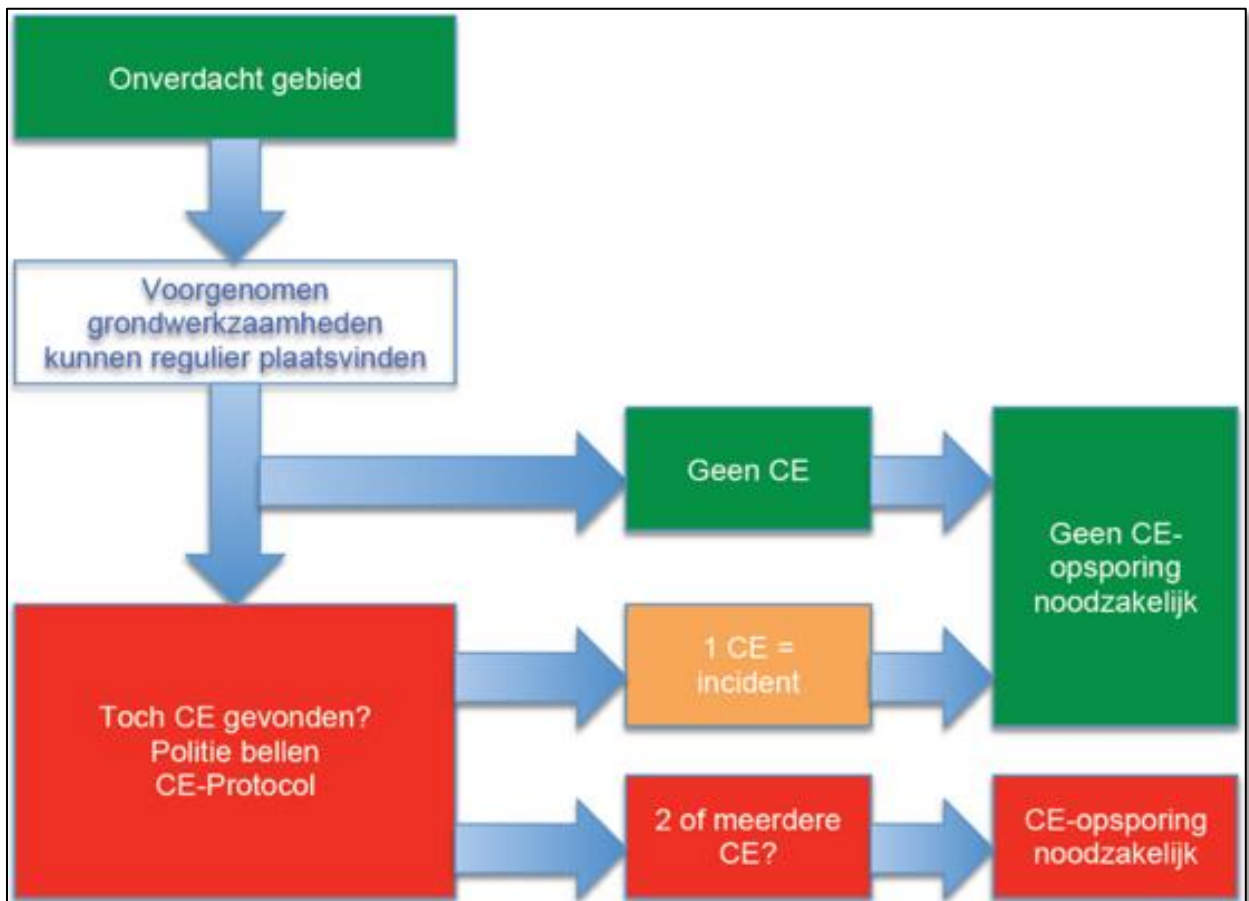 Onverdacht gebied
Voorgenomen
grondwerkzaamheden
kunnen regulier plaatsvinden
Geen CE
Geen CE-
opsporing
noodzakelijk
Toch CE gevonden?
Politie bellen
CE-Protocol
1 CE =
incident
2 of meerdere
CE?
CE-opsporing
noodzakelijk